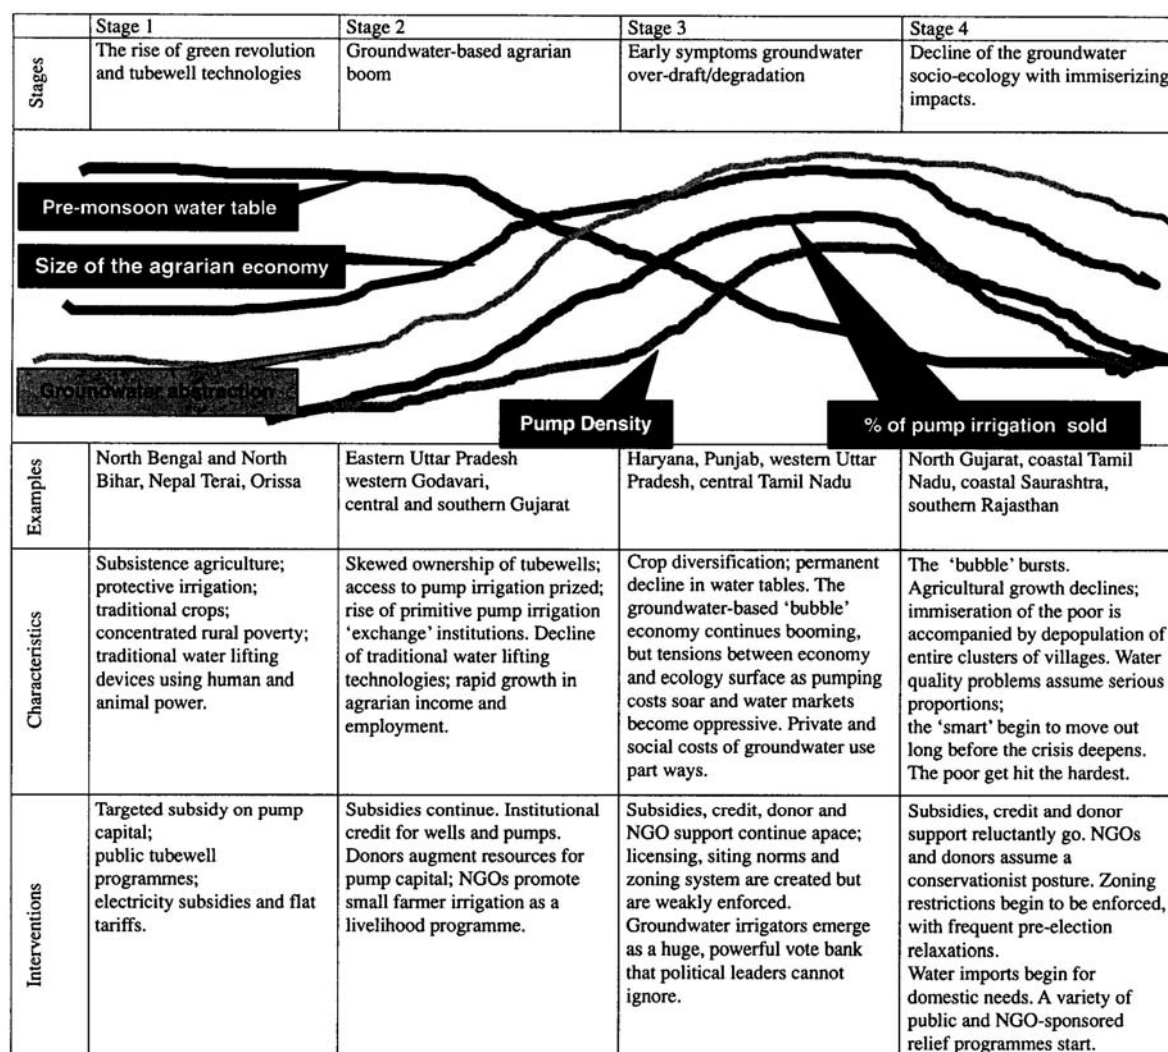 Stage 1
Stage 2
Stage 3
Stage 4
Stages
The rise of green revolution
and tubewell technologies
Groundwater-based agrarian
boom
Early symptoms groundwater
over-draft/degradation
Decline of the groundwater
socio-ecology with immiserizing
impacts.
Pre-monsoon water table
Size of the agrarian economy
Groundwater abstraction
Pump Density
% of pump irrigation sold
Examples
North Bengal and North
Bihar, Nepal Terai, Orissa
Eastern Uttar Pradesh
western Godavari,
central and southern Gujarat
Haryana, Punjab, western Uttar
Pradesh, central Tamil Nadu
North Gujarat, coastal Tamil
Nadu, coastal Saurashtra,
southern Rajasthan
Characteristics
Subsistence agriculture;
protective irrigation;
traditional crops;
concentrated rural poverty;
traditional water lifting
devices using human and
animal power.
Skewed ownership of tubewells;
access to pump irrigation prized;
rise of primitive pump irrigation
‘exchange’ institutions. Decline
of traditional water lifting
technologies; rapid growth in
agrarian income and
employment.
Crop diversification; permanent
decline in water tables. The
groundwater-based ‘bubble’
economy continues booming,
but tensions between economy
and ecology surface as pumping
costs soar and water markets
become oppressive. Private and
social costs of groundwater use
part ways.
The ‘bubble’ bursts.
Agricultural growth declines;
immiseration of the poor is
accompanied by depopulation of
entire clusters of villages. Water
quality problems assume serious
proportions;
the ‘smart’ begin to move out
long before the crisis deepens.
The poor get hit the hardest.
Interventions
Targeted subsidy on pump
capital;
public tubewell
programmes;
electricity subsidies and flat
tariffs.
Subsidies continue. Institutional
credit for wells and pumps.
Donors augment resources for
pump capital; NGOs promote
small farmer irrigation as a
livelihood programme.
Subsidies, credit, donor and
NGO support continue apace;
licensing, siting norms and
zoning system are created but
are weakly enforced.
Groundwater irrigators emerge
as a huge, powerful vote bank
that political leaders cannot
ignore.
Subsidies, credit and donor
support reluctantly go. NGOs
and donors assume a
conservationist posture. Zoning
restrictions begin to be enforced,
with frequent pre-election
relaxations.
Water imports begin for
domestic needs. A variety of
public and NGO-sponsored
relief programmes start.